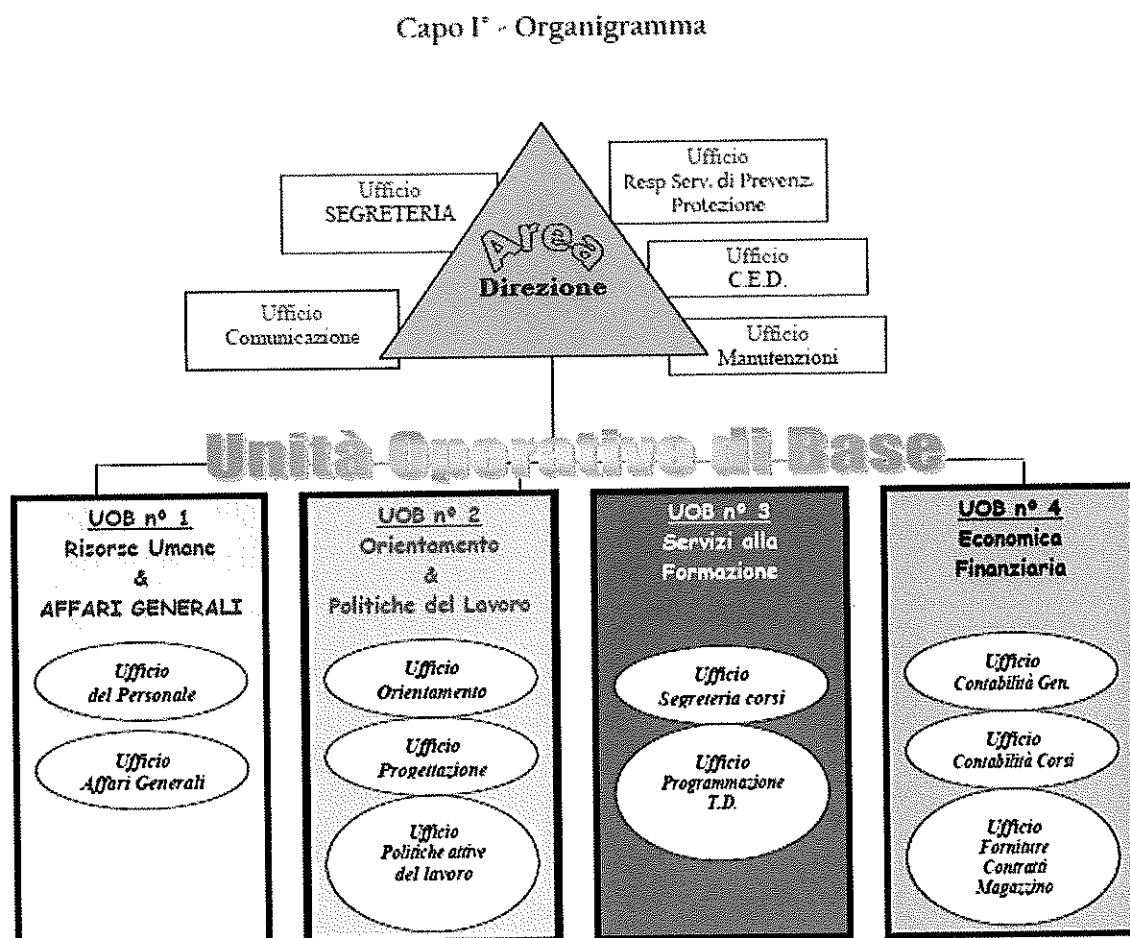 Capo I° - Organigramma
Ufficio
SEGRETERIA
Ufficio
Resp Serv. di Prevenz.
Protezione
Area
Direzione
Ufficio
C.E.D.
Ufficio
Comunicazione
Ufficio
Manutenzioni
Unità Operativo di Base
UOB n° 1
Risorse Umane
&
AFFARI GENERALI
Ufficio
del Personale
Ufficio
Affari Generali
UOB n° 2
Orientamento
&
Politiche del Lavoro
Ufficio
Orientamento
Ufficio
Progettazione
Ufficio
Politiche attive
del lavoro
UOB n° 3
Servizi alla
Formazione
Ufficio
Segreteria corsi
Ufficio
Programmazione
T.D.
UOB n° 4
Economica
Finanziaria
Ufficio
Contabilità Gen.
Ufficio
Contabilità Corsi
Ufficio
Forniture
Contratti
Magazzino